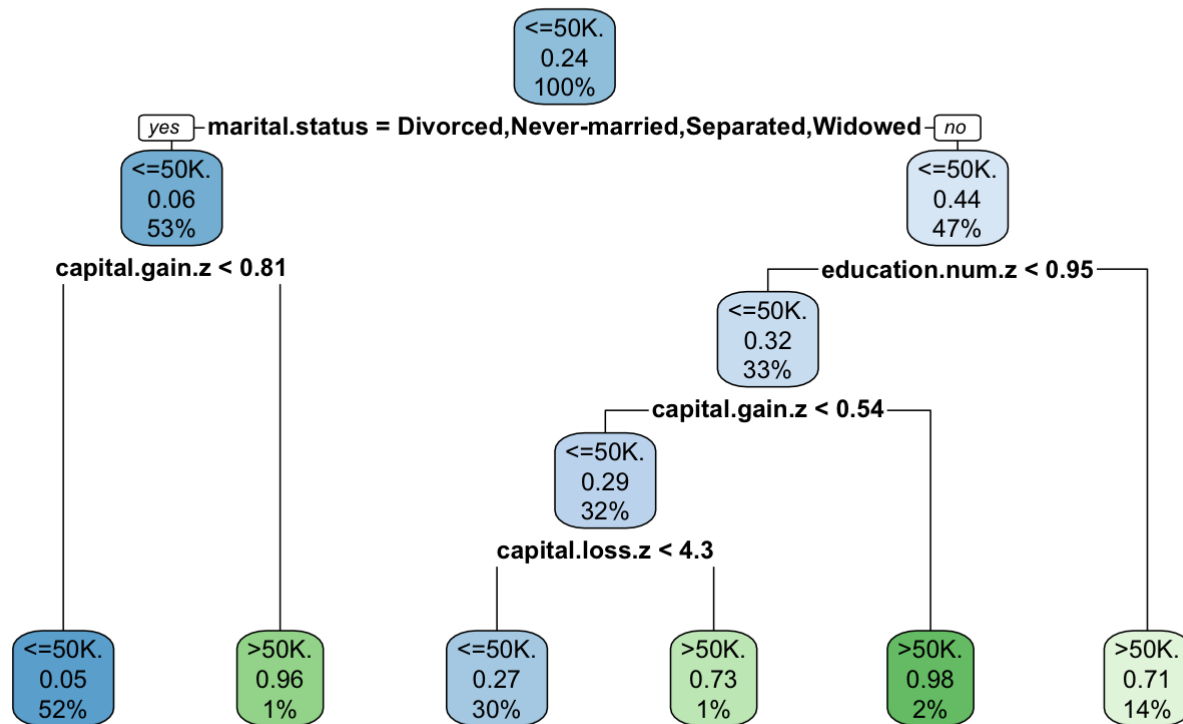 <=50K.
0.24
100%
yes marital.status = Divorced,Never-married,Separated,Widowed no
<=50K.
0.06
53%
<=50K.
0.44
47%
capital.gain.z < 0.81
education.num.z < 0.95
<=50K.
0.32
33%
capital.gain.z < 0.54
<=50K.
0.29
32%
capital.loss.z < 4.3
<=50K.
0.05
52%
>50K.
0.96
1%
<=50K.
0.27
30%
>50K.
0.73
1%
>50K.
0.98
2%
>50K.
0.71
14%